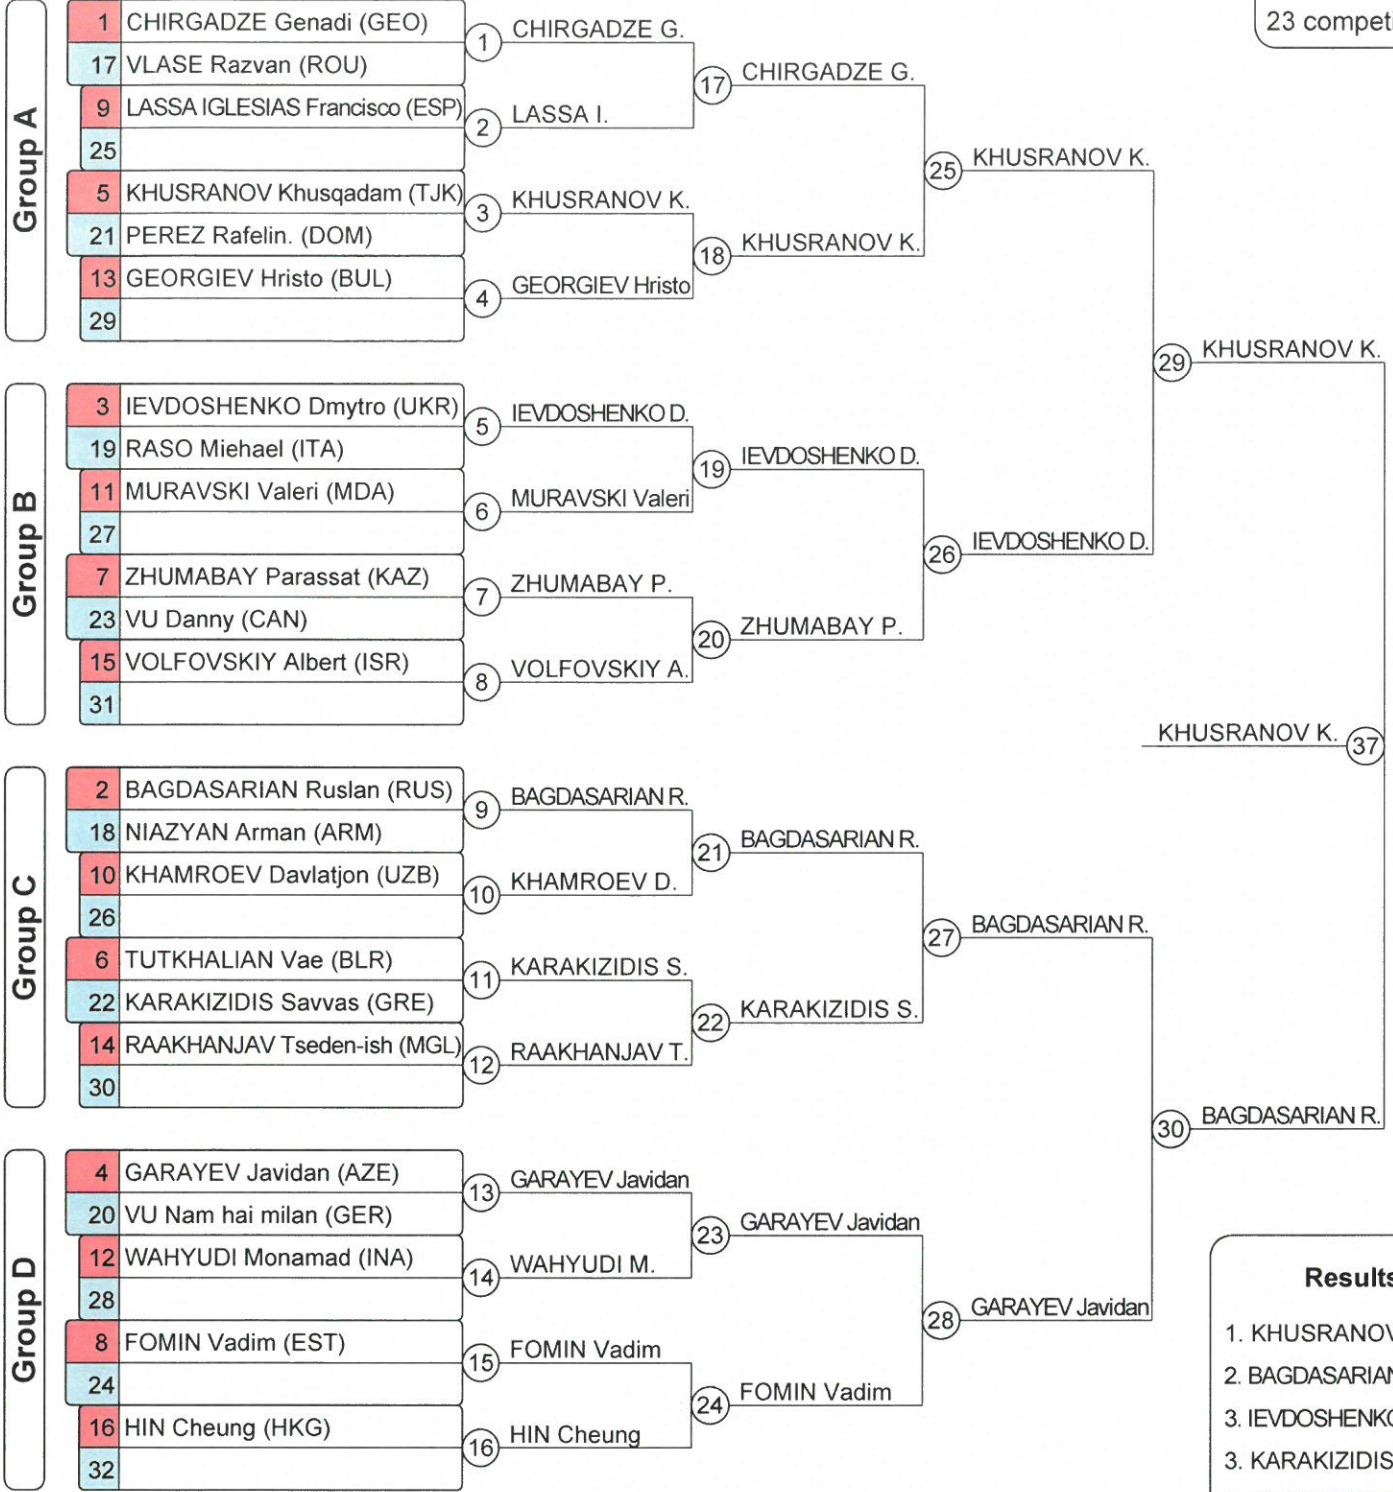 23 competi
Group A
1 CHIRGADZE Genadi (GEO)
17 VLASE Razvan (ROU)
9 LASSA IGLESIAS Francisco (ESP)
25
5 KHUSRANOV Khusqadam (TJK)
21 PEREZ Rafelin. (DOM)
13 GEORGIEV Hristo (BUL)
29
1 CHIRGADZE G.
2 LASSA I.
3 KHUSRANOV K.
4 GEORGIEV Hristo
17 CHIRGADZE G.
18 KHUSRANOV K.
25 KHUSRANOV K.
Group B
3 IEVDOSHENKO Dmytro (UKR)
19 RASO Miehael (ITA)
11 MURAVSKI Valeri (MDA)
27
7 ZHUMABAY Parassat (KAZ)
23 VU Danny (CAN)
15 VOLFOVSKIY Albert (ISR)
31
5 IEVDOSHENKO D.
6 MURAVSKI Valeri
7 ZHUMABAY P.
8 VOLFOVSKIY A.
19 IEVDOSHENKO D.
20 ZHUMABAY P.
26 IEVDOSHENKO D.
29 KHUSRANOV K.
KHUSRANOV K. 37
Group C
2 BAGDASARIAN Ruslan (RUS)
18 NIAZYAN Arman (ARM)
10 KHAMROEV Davlatjon (UZB)
26
6 TUTKHALIAN Vae (BLR)
22 KARAKIZIDIS Savvas (GRE)
14 RAAKHANJAV Tseden-ish (MGL)
30
9 BAGDASARIAN R.
10 KHAMROEV D.
11 KARAKIZIDIS S.
12 RAAKHANJAV T.
21 BAGDASARIAN R.
22 KARAKIZIDIS S.
27 BAGDASARIAN R.
Group D
4 GARAYEV Javidan (AZE)
20 VU Nam hai milan (GER)
12 WAHYUDI Monamad (INA)
28
8 FOMIN Vadim (EST)
24
16 HIN Cheung (HKG)
32
13 GARAYEV Javidan
14 WAHYUDI M.
15 FOMIN Vadim
16 HIN Cheung
23 GARAYEV Javidan
24 FOMIN Vadim
28 GARAYEV Javidan
30 BAGDASARIAN R.
Results
1. KHUSRANOV
2. BAGDASARIAN
3. IEVDOSHENKO
3. KARAKIZIDIS